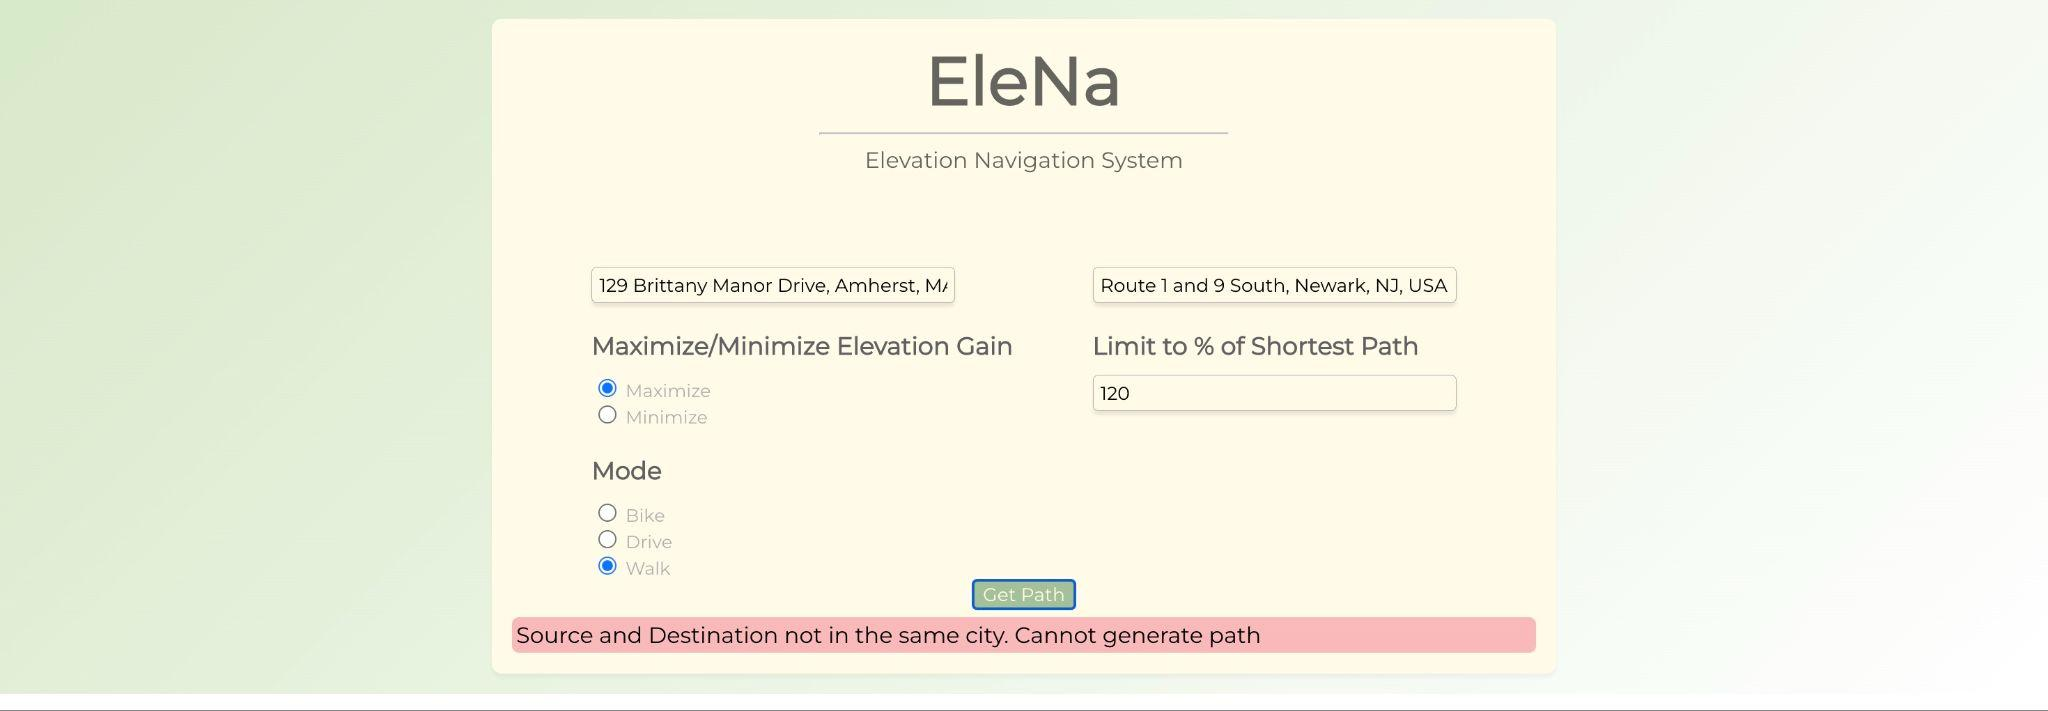 EleNa
Elevation Navigation System
129 Brittany Manor Drive, Amherst, MA
Route 1 and 9 South, Newark, NJ, USA
Maximize/Minimize Elevation Gain
Limit to % of Shortest Path
Maximize
120
Minimize
Mode
Bike
Drive
Walk
Get Path
Source and Destination not in the same city. Cannot generate path